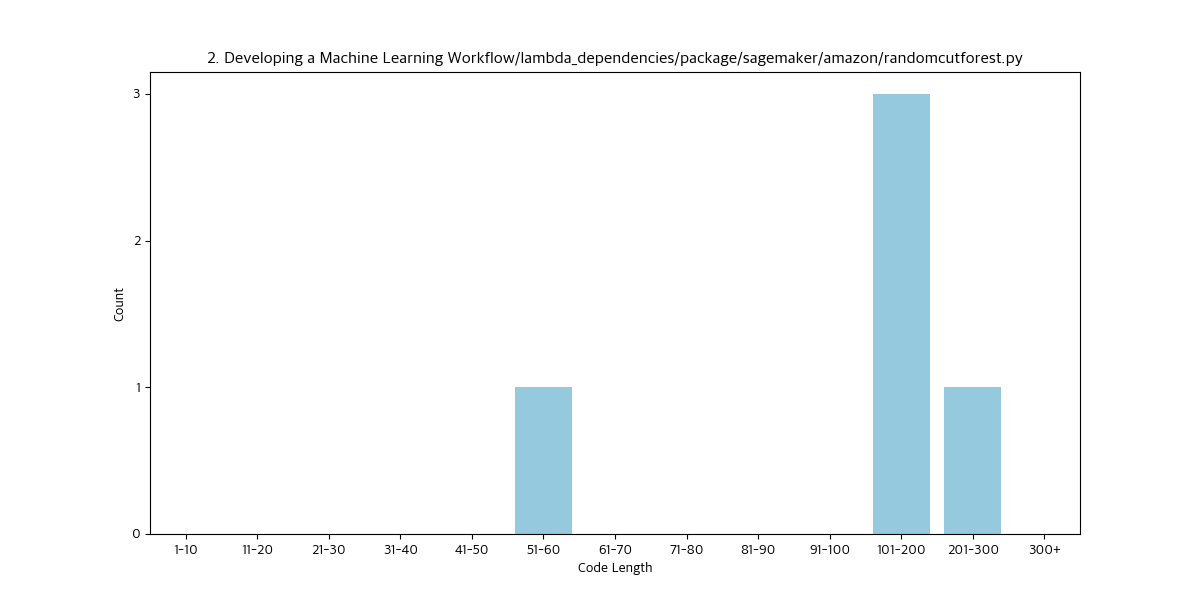 2. Developing a Machine Learning Workflow/lambda_dependencies/package/sagemaker/amazon/randomcutforest.py
3
2
1
0
Count
1-10 11-20 21-30 31-40 41-50 51-60 61-70 71-80 81-90 91-100 101-200 201-300 300+
Code Length